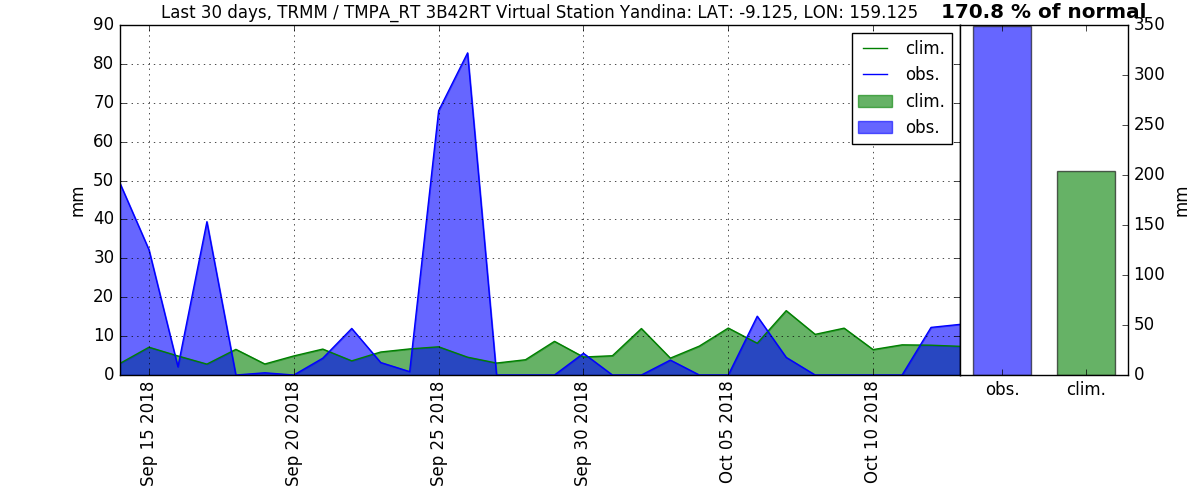 Last 30 days, TRMM / TMPA_RT 3B42RT Virtual Station Yandina: LAT: -9.125, LON: 159.125
170.8 % of normal
90
80
70
60
50
40
30
20
10
0
mm
clim.
obs.
clim.
obs.
350
300
250
200
150
100
50
0
mm
Sep 15 2018
Sep 20 2018
Sep 25 2018
Sep 30 2018
Oct 05 2018
Oct 10 2018
obs.
clim.